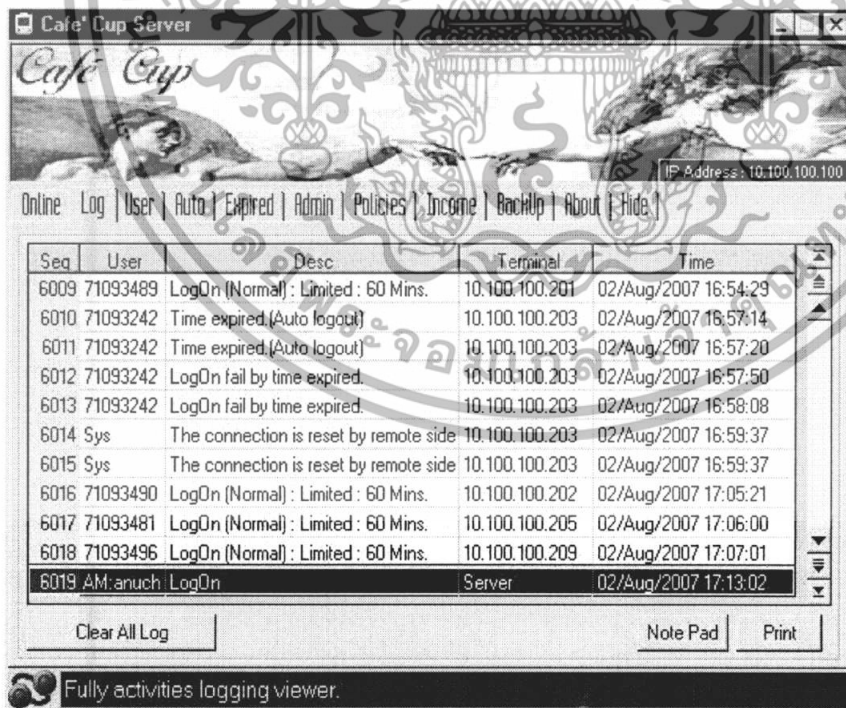 Cafe' Cup Server
Café Cup
IP Address : 10.100.100.100
Online Log User Auto Expired Admin Policies Income BackUp About Hide
Seq User Desc Terminal Time
6009 71093489 LogOn (Normal) : Limited : 60 Mins. 10.100.100.201 02/Aug/2007 16:54:29
6010 71093242 Time expired.(Auto logout) 10.100.100.203 02/Aug/2007 16:57:14
6011 71093242 Time expired.(Auto logout) 10.100.100.203 02/Aug/2007 16:57:20
6012 71093242 LogOn fail by time expired. 10.100.100.203 02/Aug/2007 16:57:50
6013 71093242 LogOn fail by time expired. 10.100.100.203 02/Aug/2007 16:58:08
6014 Sys The connection is reset by remote side 10.100.100.203 02/Aug/2007 16:59:37
6015 Sys The connection is reset by remote side 10.100.100.203 02/Aug/2007 16:59:37
6016 71093490 LogOn (Normal) : Limited : 60 Mins. 10.100.100.202 02/Aug/2007 17:05:21
6017 71093481 LogOn (Normal) : Limited : 60 Mins. 10.100.100.205 02/Aug/2007 17:06:00
6018 71093496 LogOn (Normal) : Limited : 60 Mins. 10.100.100.209 02/Aug/2007 17:07:01
6019 AM:anuch LogOn Server 02/Aug/2007 17:13:02
Clear All Log Note Pad Print
Fully activities logging viewer.